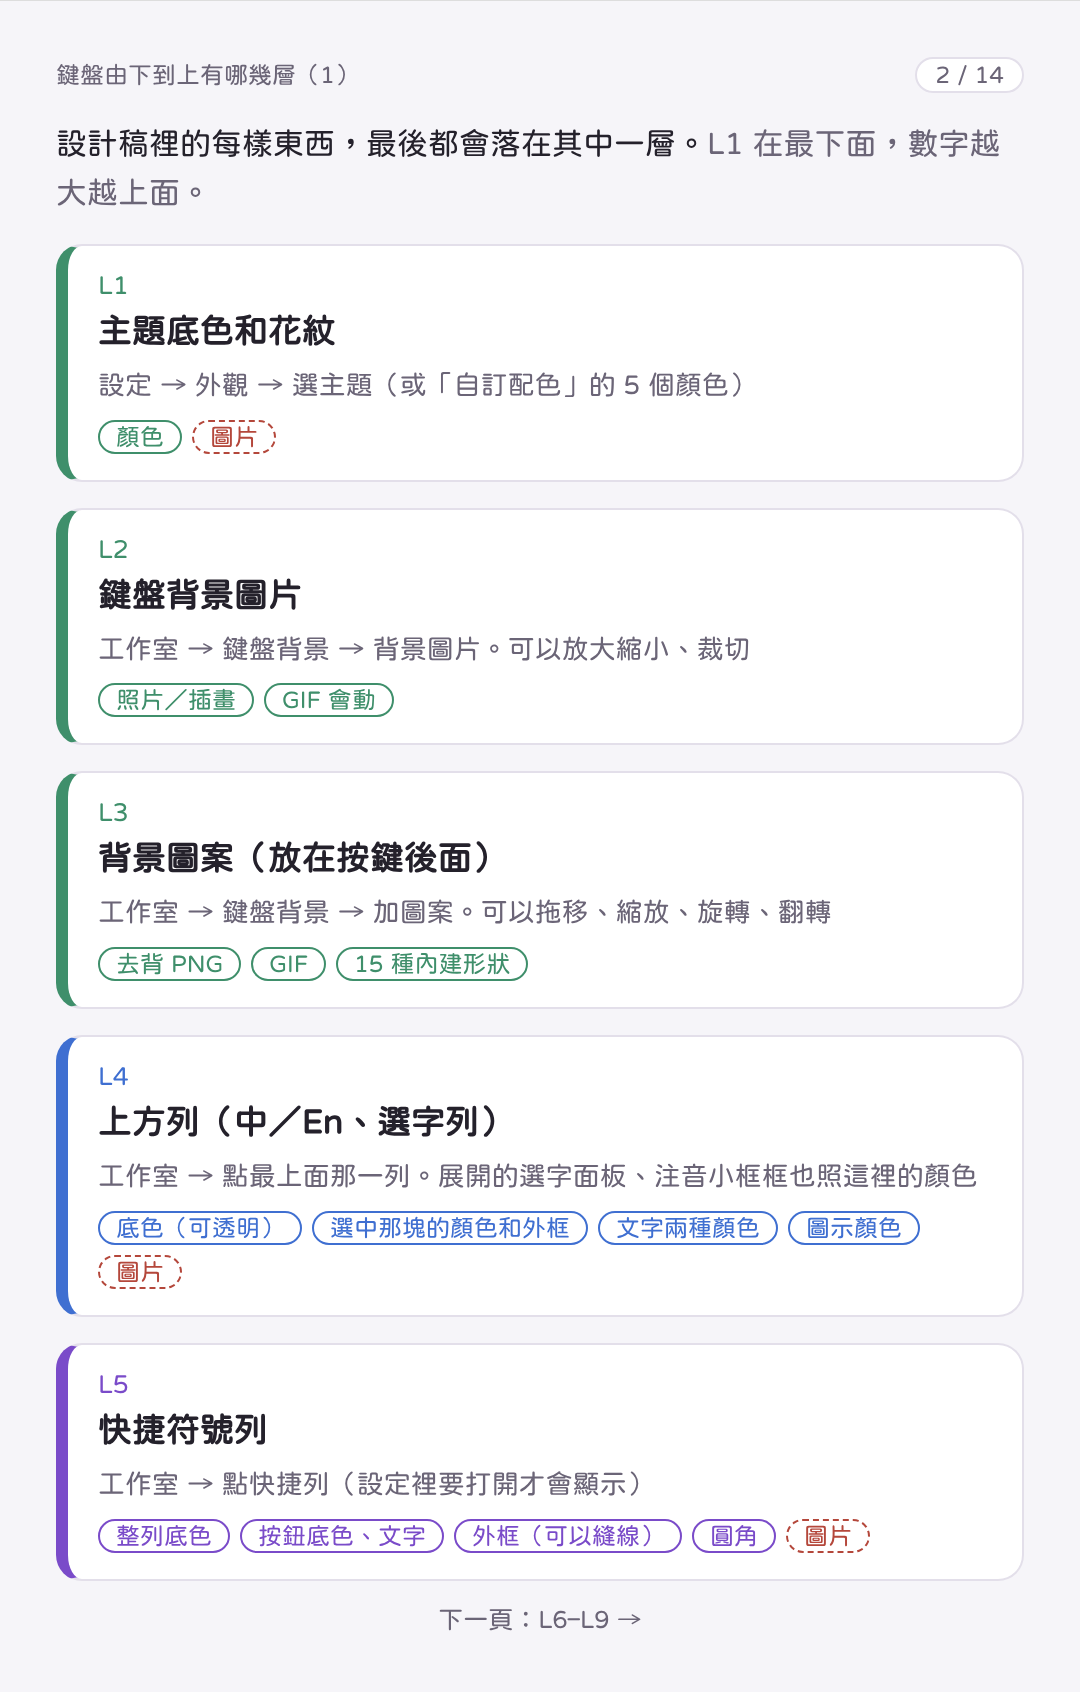 鍵盤由下到上有哪幾層（1）
2 / 14
設計稿裡的每樣東西，最後都會落在其中一層。L1 在最下面，數字越
大越上面。
L1
主題底色和花紋
設定 → 外觀 → 選主題（或「自訂配色」的 5 個顏色）
顏色 圖片
L2
鍵盤背景圖片
工作室 → 鍵盤背景 → 背景圖片。可以放大縮小、裁切
照片／插畫 GIF 會動
L3
背景圖案（放在按鍵後面）
工作室 → 鍵盤背景 → 加圖案。可以拖移、縮放、旋轉、翻轉
去背 PNG GIF 15 種內建形狀
L4
上方列（中／En、選字列）
工作室 → 點最上面那一列。展開的選字面板、注音小框框也照這裡的顏色
底色（可透明） 選中那塊的顏色和外框 文字兩種顏色 圖示顏色
圖片
L5
快捷符號列
工作室 → 點快捷列（設定裡要打開才會顯示）
整列底色 按鈕底色、文字 外框（可以縫線） 圓角 圖片
下一頁：L6–L9 →